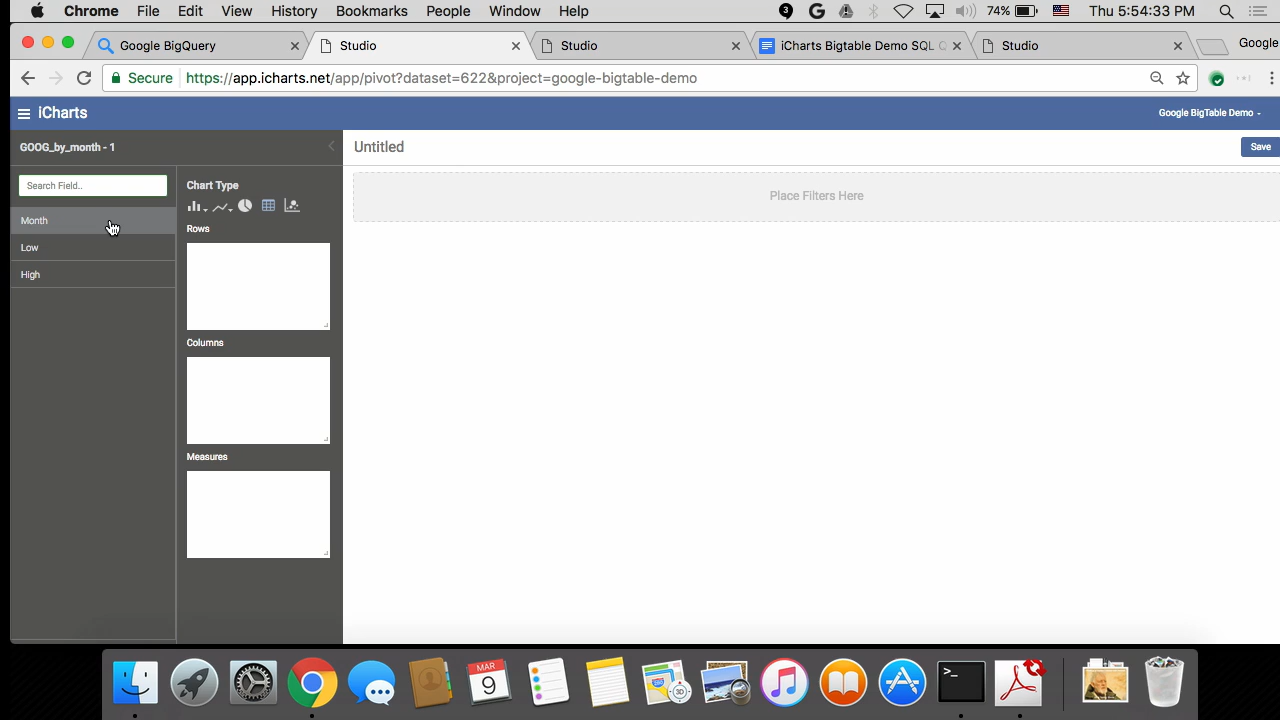 Chrome File Edit View History Bookmarks People Window Help 3 G 74% Thu 5:54:33 PM
Google BigQuery Studio Studio iCharts Bigtable Demo SQL Studio Google
Secure https://app.icharts.net/app/pivot?dataset=622&project=google-bigtable-demo
iCharts Google BigTable Demo
GOOG_by_month - 1 Untitled Save
Search Field.. Chart Type Place Filters Here
Month Rows
Low
High
Columns
Measures
MAR
9
3D
>_